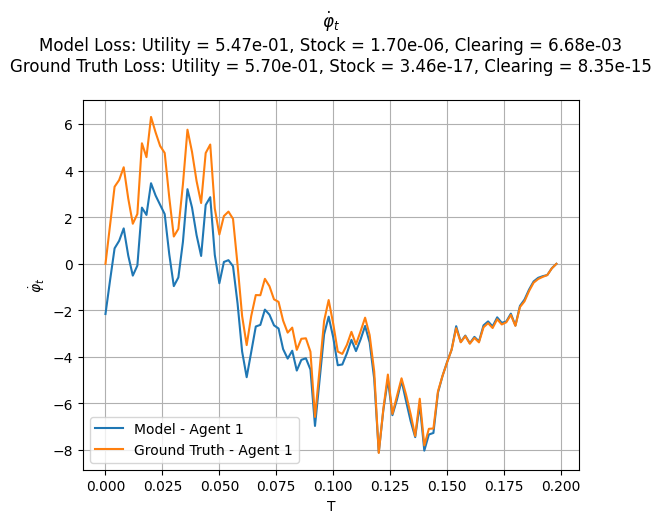 φ̇ₜ
Model Loss: Utility = 5.47e-01, Stock = 1.70e-06, Clearing = 6.68e-03
Ground Truth Loss: Utility = 5.70e-01, Stock = 3.46e-17, Clearing = 8.35e-15
6
4
2
0
−2
−4
−6
−8
φ̇ₜ
Model - Agent 1
Ground Truth - Agent 1
0.000 0.025 0.050 0.075 0.100 0.125 0.150 0.175 0.200
T